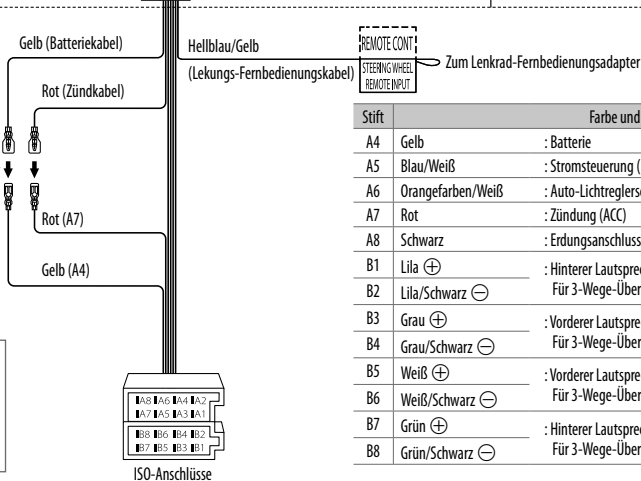 Gelb (Batteriekabel)
Rot (Zündkabel)
Hellblau/Gelb
(Lekungs-Fernbedienungskabel)
REMOTE CONT
STEERING WHEEL
REMOTE INPUT
Zum Lenkrad-Fernbedienungsadapter
Rot (A7)
Gelb (A4)
A8 A6 A4 A2
A7 A5 A3 A1
B8 B6 B4 B2
B7 B5 B3 B1
ISO-Anschlüsse
Stift Farbe und
A4 Gelb : Batterie
A5 Blau/Weiß : Stromsteuerung (
A6 Orangefarben/Weiß : Auto-Lichtreglers
A7 Rot : Zündung (ACC)
A8 Schwarz : Erdungsanschluss
B1 Lila ⊕ : Hinterer Lautspre
B2 Lila/Schwarz ⊖ Für 3-Wege-Über
B3 Grau ⊕ : Vorderer Lautspre
B4 Grau/Schwarz ⊖ Für 3-Wege-Über
B5 Weiß ⊕ : Vorderer Lautspre
B6 Weiß/Schwarz ⊖ Für 3-Wege-Über
B7 Grün ⊕ : Hinterer Lautspre
B8 Grün/Schwarz ⊖ Für 3-Wege-Über